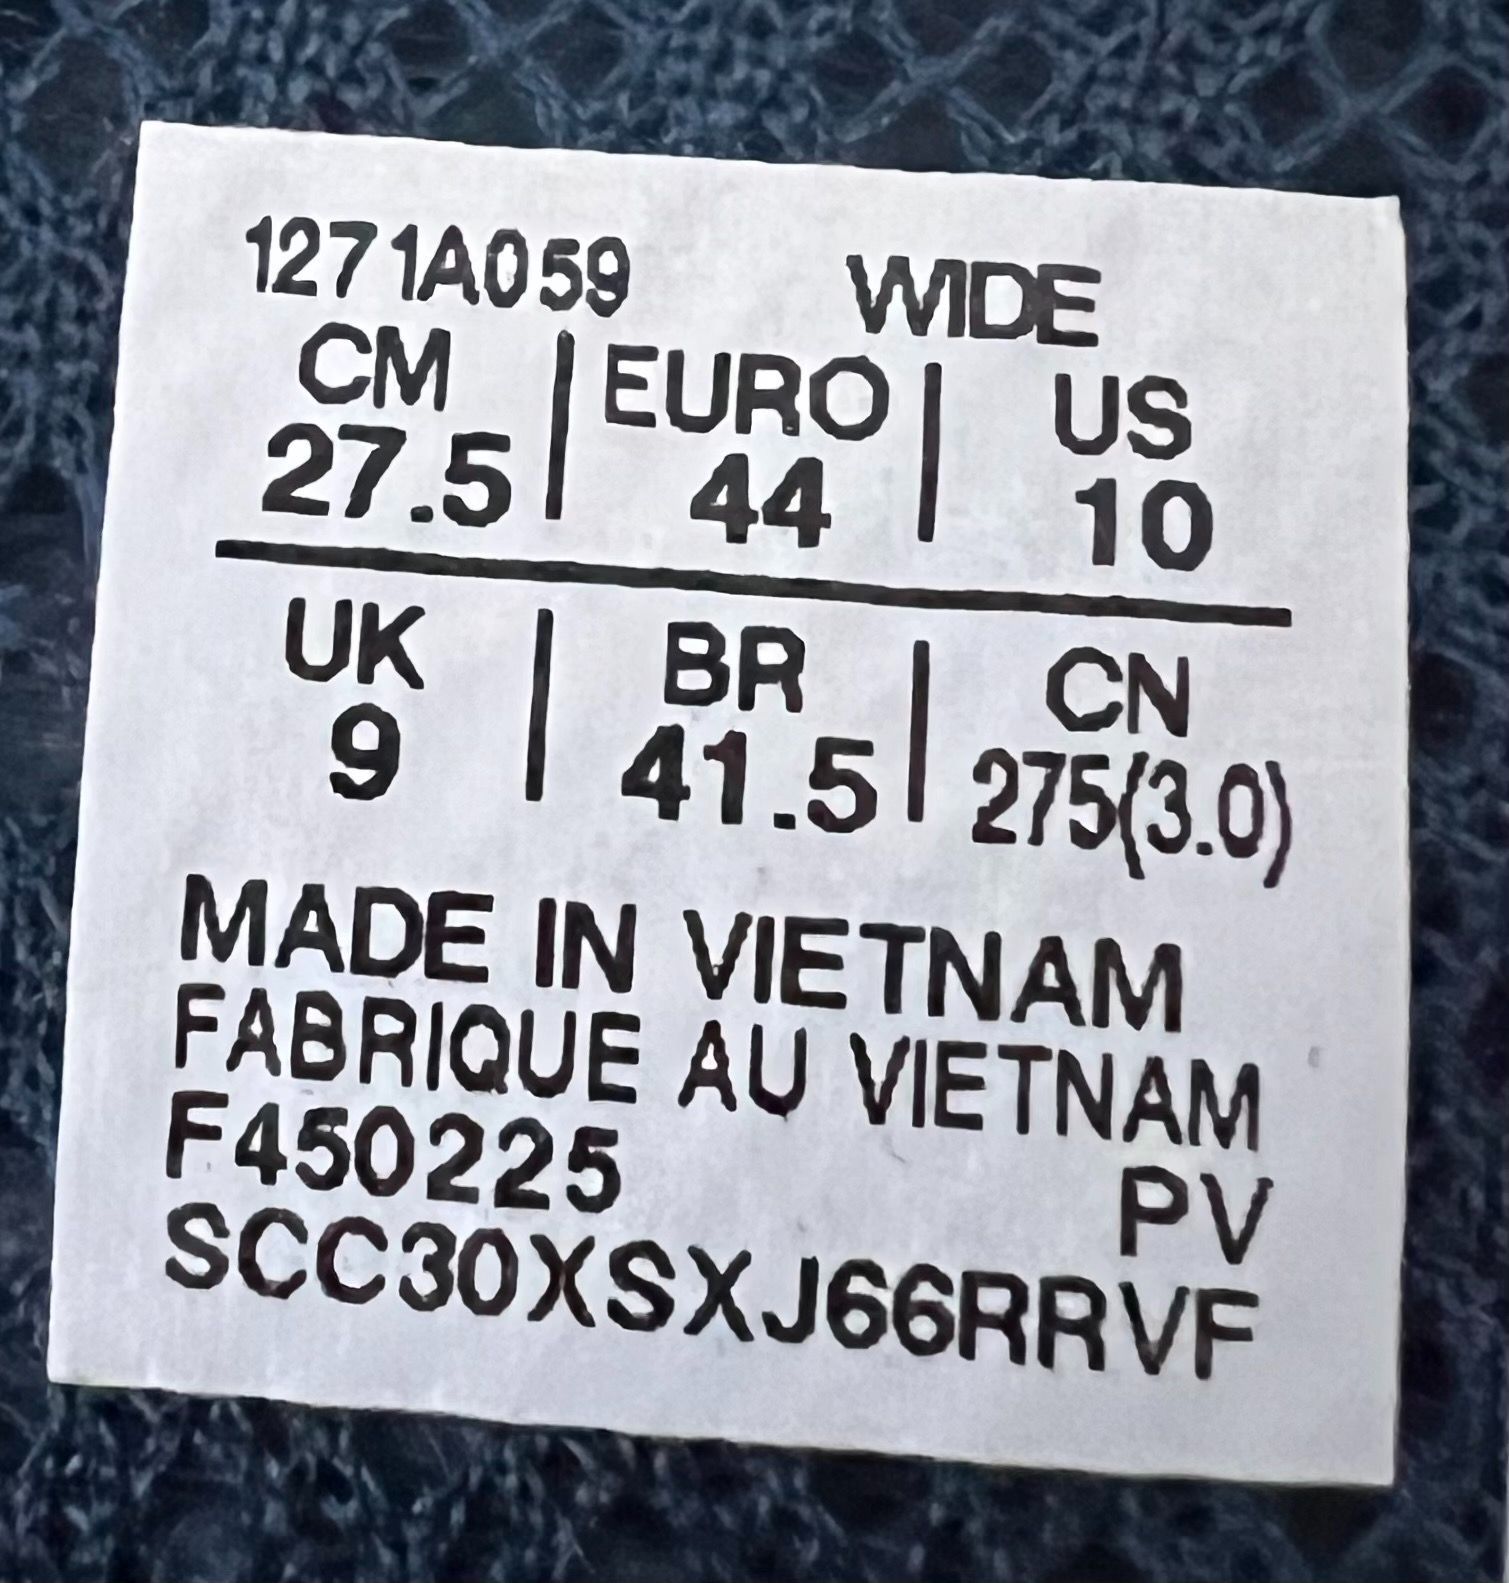 1271A059 WIDE
CM | EURO | US
27.5 | 44 | 10
UK | BR | CN
9 | 41.5 | 275(3.0)
MADE IN VIETNAM
FABRIQUE AU VIETNAM
F450225 PV
SCC30XSXJ66RRVF